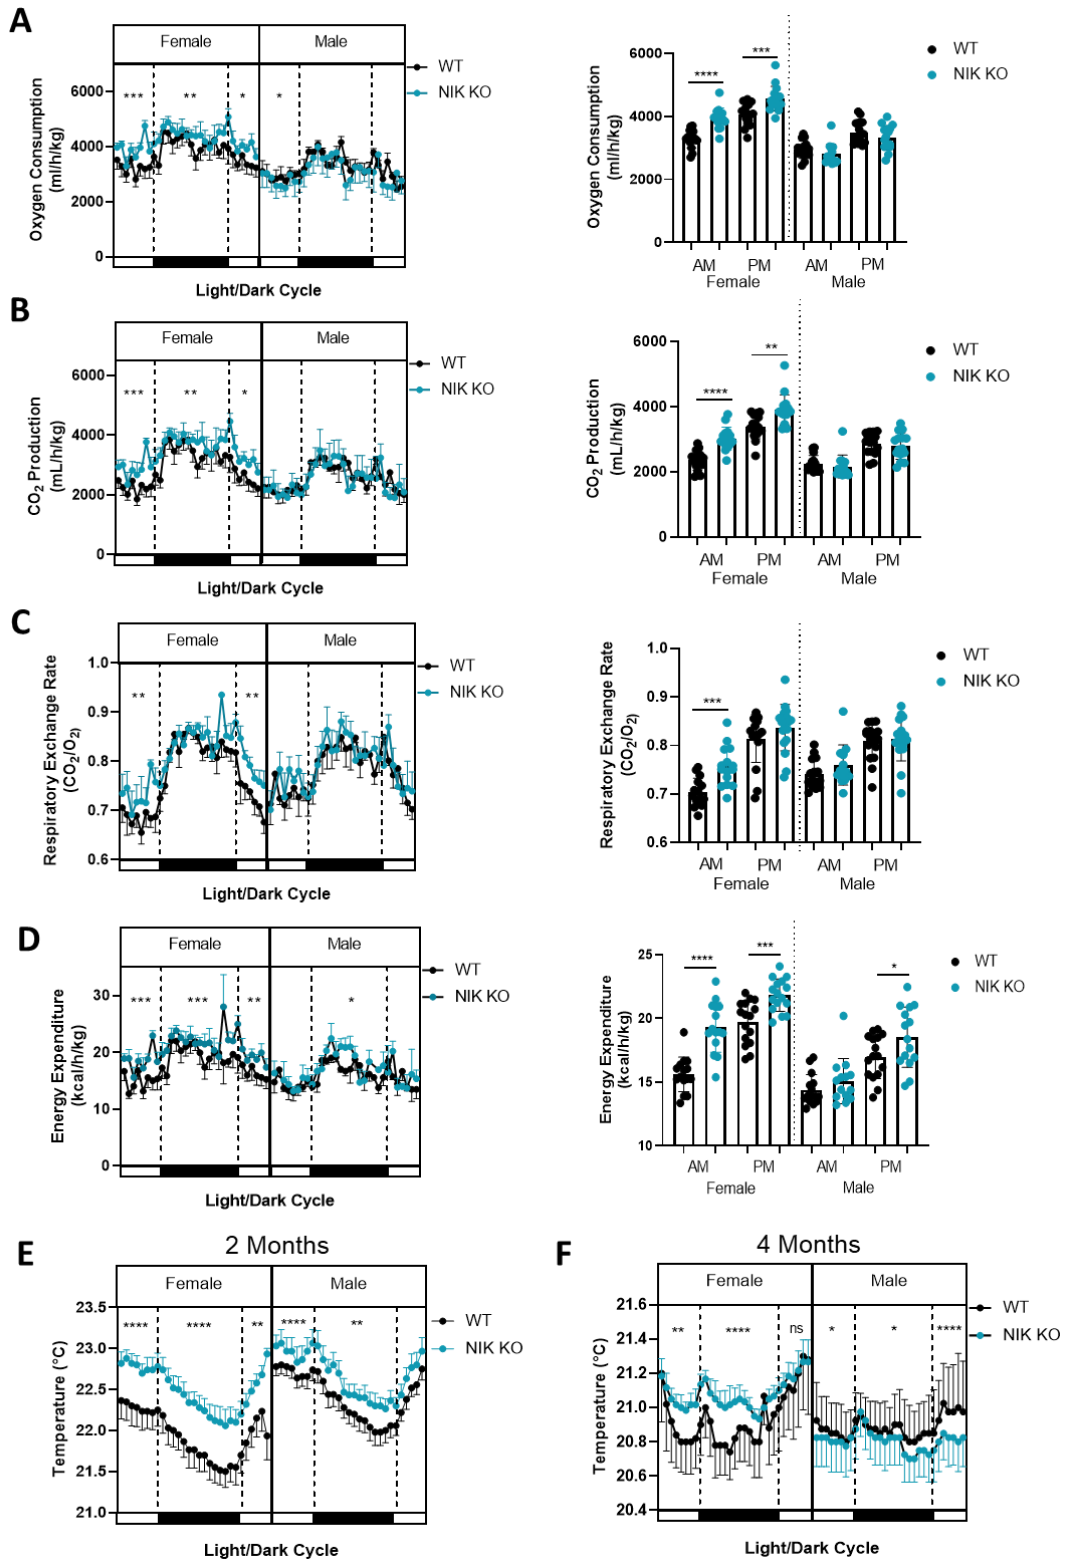 A
Female
Male
WT
NIK KO
6000
4000
2000
0
Oxygen Consumption
(ml/h/kg)
***
**
*
*
Light/Dark Cycle
6000
4000
2000
0
Oxygen Consumption
(ml/h/kg)
****
***
WT
NIK KO
AM
PM
AM
PM
Female
Male
B
Female
Male
WT
NIK KO
6000
4000
2000
0
CO2 Production
(mL/h/kg)
***
**
*
Light/Dark Cycle
6000
4000
2000
0
CO2 Production
(mL/h/kg)
****
**
WT
NIK KO
AM
PM
AM
PM
Female
Male
C
Female
Male
WT
NIK KO
1.0
0.9
0.8
0.7
0.6
Respiratory Exchange Rate
(CO2/O2)
**
**
Light/Dark Cycle
1.0
0.9
0.8
0.7
0.6
Respiratory Exchange Rate
(CO2/O2)
***
WT
NIK KO
AM
PM
AM
PM
Female
Male
D
Female
Male
WT
NIK KO
30
20
10
0
Energy Expenditure
(kcal/h/kg)
***
***
**
*
Light/Dark Cycle
25
20
15
10
Energy Expenditure
(kcal/h/kg)
****
***
*
WT
NIK KO
AM
PM
AM
PM
Female
Male
E
2 Months
Female
Male
WT
NIK KO
23.5
23.0
22.5
22.0
21.5
21.0
Temperature (°C)
****
****
**
****
**
Light/Dark Cycle
F
4 Months
Female
Male
WT
NIK KO
21.6
21.4
21.2
21.0
20.8
20.6
20.4
Temperature (°C)
**
****
ns
*
*
****
Light/Dark Cycle